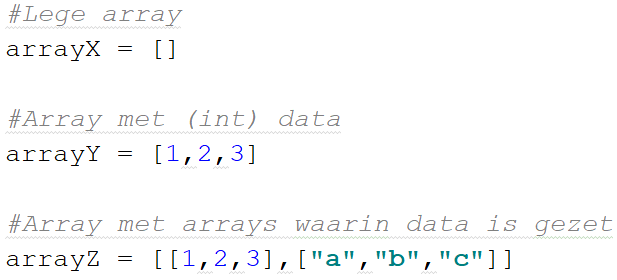 #Lege array
arrayX = []
#Array met (int) data
arrayY = [1,2,3]
#Array met arrays waarin data is gezet
arrayZ = [[1,2,3],["a","b","c"]]